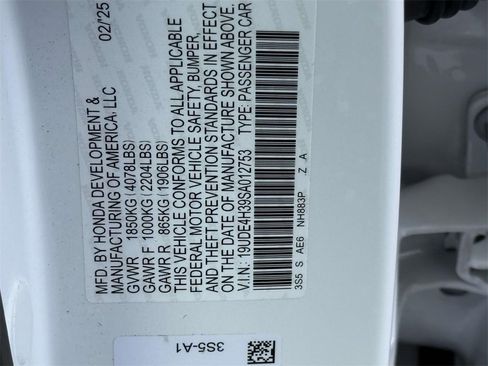 MFD. BY HONDA DEVELOPMENT & 02/25
MANUFACTURING OF AMERICA, LLC
GVWR 1850KG (4078LBS)
GAWR F 1000KG (2204LBS)
GAWR R 865KG (1906LBS)
THIS VEHICLE CONFORMS TO ALL APPLICABLE
FEDERAL MOTOR VEHICLE SAFETY, BUMPER,
AND THEFT PREVENTION STANDARDS IN EFFECT
ON THE DATE OF MANUFACTURE SHOWN ABOVE.
V.I.N.: 19UDE4H39SA012753 TYPE: PASSENGER CAR
3S5 S AE6 NH883P Z A
3S5-A1